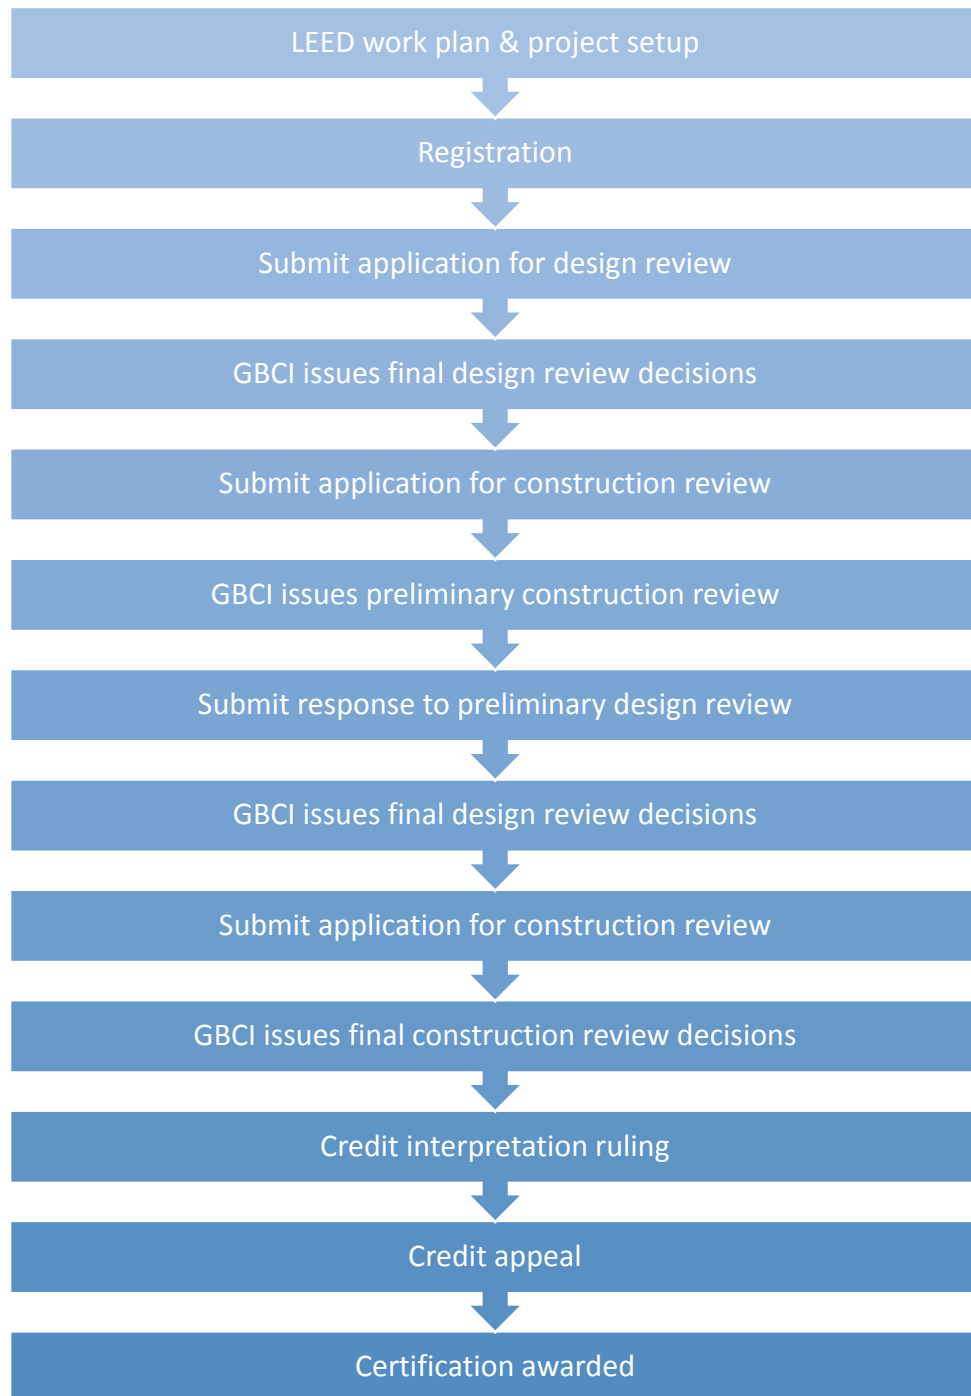 LEED work plan & project setup
Registration
Submit application for design review
GBCI issues final design review decisions
Submit application for construction review
GBCI issues preliminary construction review
Submit response to preliminary design review
GBCI issues final design review decisions
Submit application for construction review
GBCI issues final construction review decisions
Credit interpretation ruling
Credit appeal
Certification awarded